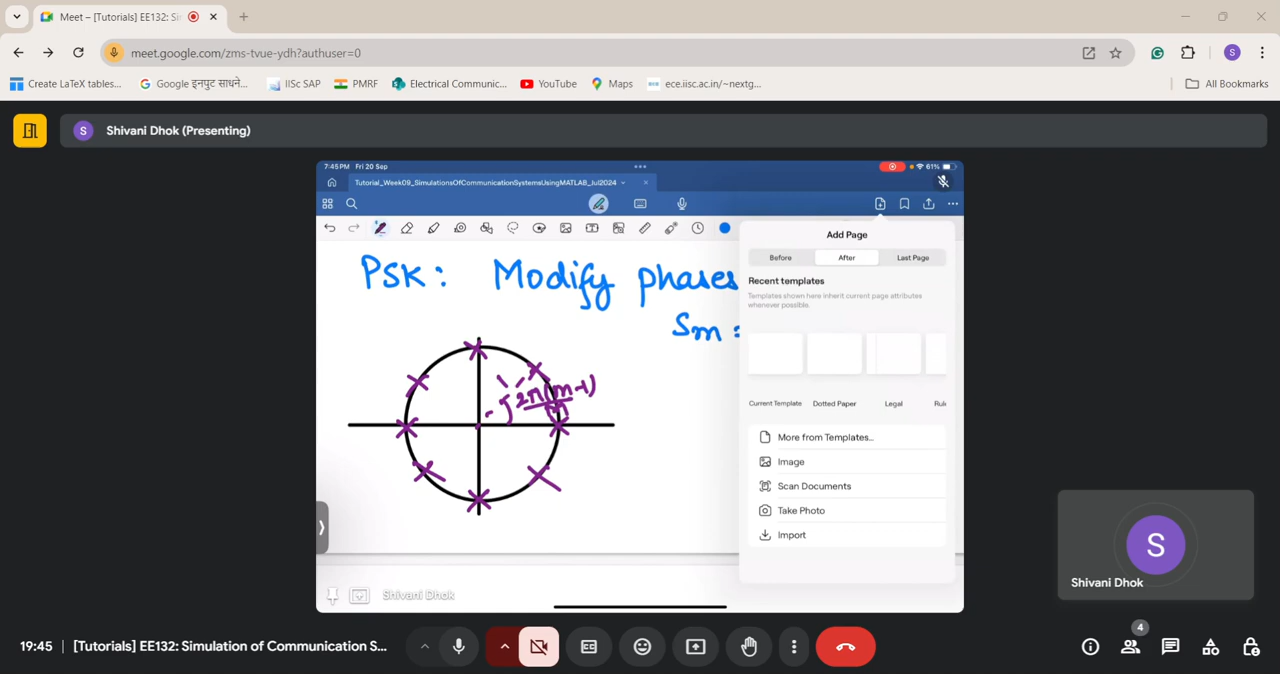 Meet – [Tutorials] EE132: Si
meet.google.com/zms-tvue-ydh?authuser=0
S
Create LaTeX tables...
Google इनपुट साधने...
IISc SAP
PMRF
Electrical Communic...
YouTube
Maps
ece.iisc.ac.in/~nextg...
All Bookmarks
S
Shivani Dhok (Presenting)
7:45 PM Fri 20 Sep
61%
Tutorial_Week09_SimulationsOfCommunicationSystemsUsingMATLAB_Jul2024
PSK: Modify phases
Sm =
j 2π(m-1)
M
Add Page
Before
After
Last Page
Recent templates
Templates shown here inherit current page attributes
whenever possible.
Current Template
Dotted Paper
Legal
Rul
More from Templates...
Image
Scan Documents
Take Photo
Import
Shivani Dhok
S
Shivani Dhok
19:45 | [Tutorials] EE132: Simulation of Communication S...
4